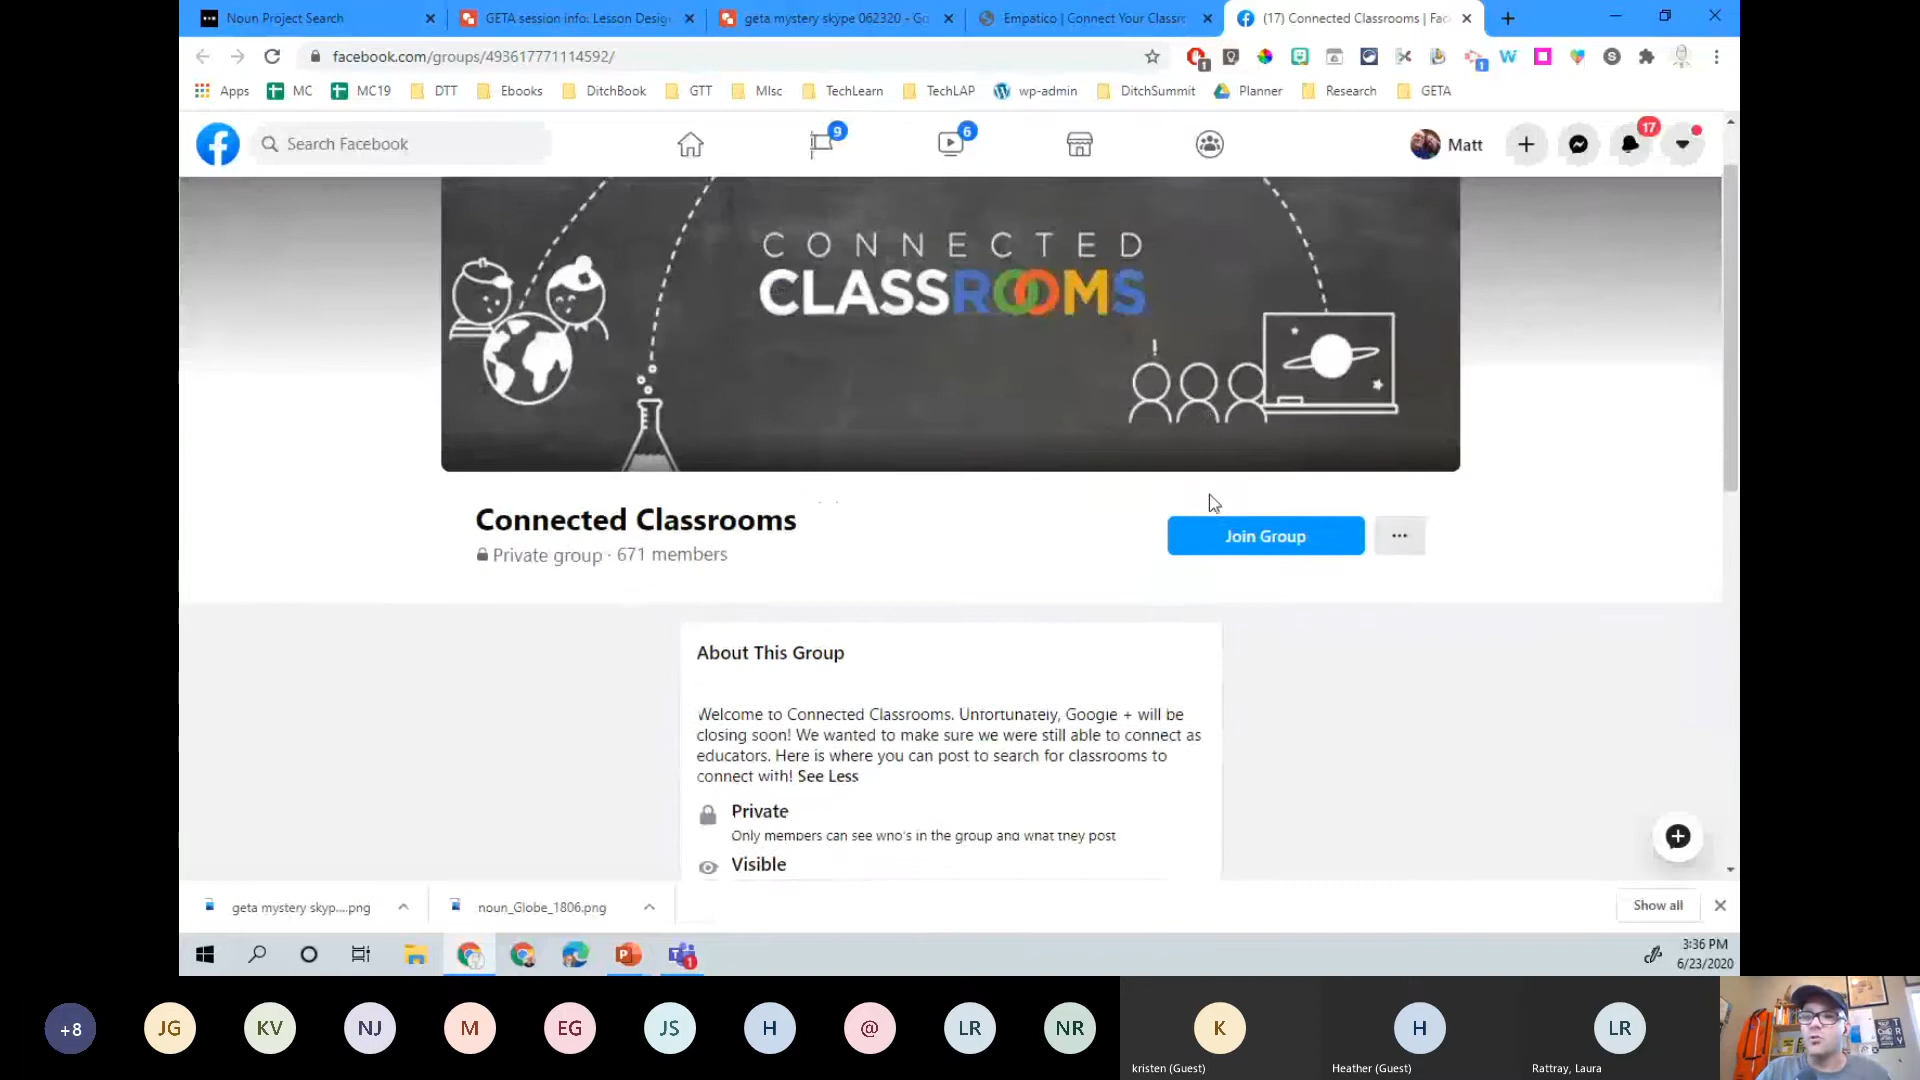 Noun Project Search
GETA session info: Lesson Desig
geta mystery skype 062320 - Go
Empatico | Connect Your Classr
(17) Connected Classrooms | Fac
facebook.com/groups/493617771114592/
1
1
Apps
MC
MC19
DTT
Ebooks
DitchBook
GTT
MIsc
TechLearn
TechLAP
wp-admin
DitchSummit
Planner
Research
GETA
Search Facebook
9
6
Matt
17
CONNECTED
CLASSROOMS
Connected Classrooms
Private group · 671 members
Join Group
About This Group
Welcome to Connected Classrooms. Unfortunately, Google + will be
closing soon! We wanted to make sure we were still able to connect as
educators. Here is where you can post to search for classrooms to
connect with! See Less
Private
Only members can see who's in the group and what they post
Visible
geta mystery skyp....png
noun_Globe_1806.png
Show all
1
3:36 PM
6/23/2020
+8
JG
KV
NJ
M
EG
JS
H
@
LR
NR
K
H
LR
kristen (Guest)
Heather (Guest)
Rattray, Laura